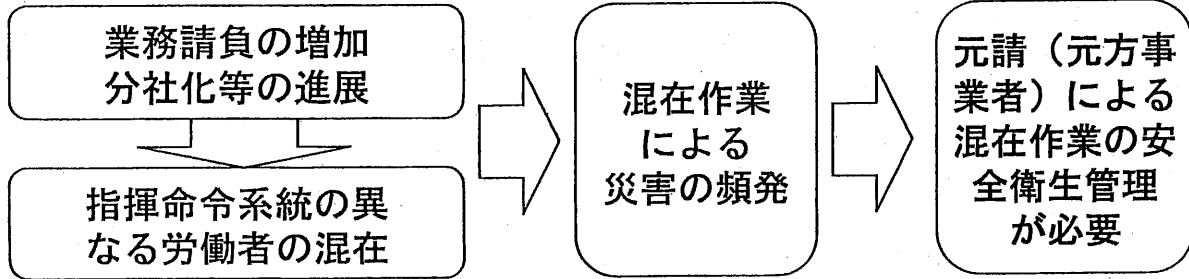 業務請負の増加
分社化等の進展
指揮命令系統の異
なる労働者の混在
混在作業
による
災害の頻発
元請（元方事
業者）による
混在作業の安
全衛生管理
が必要